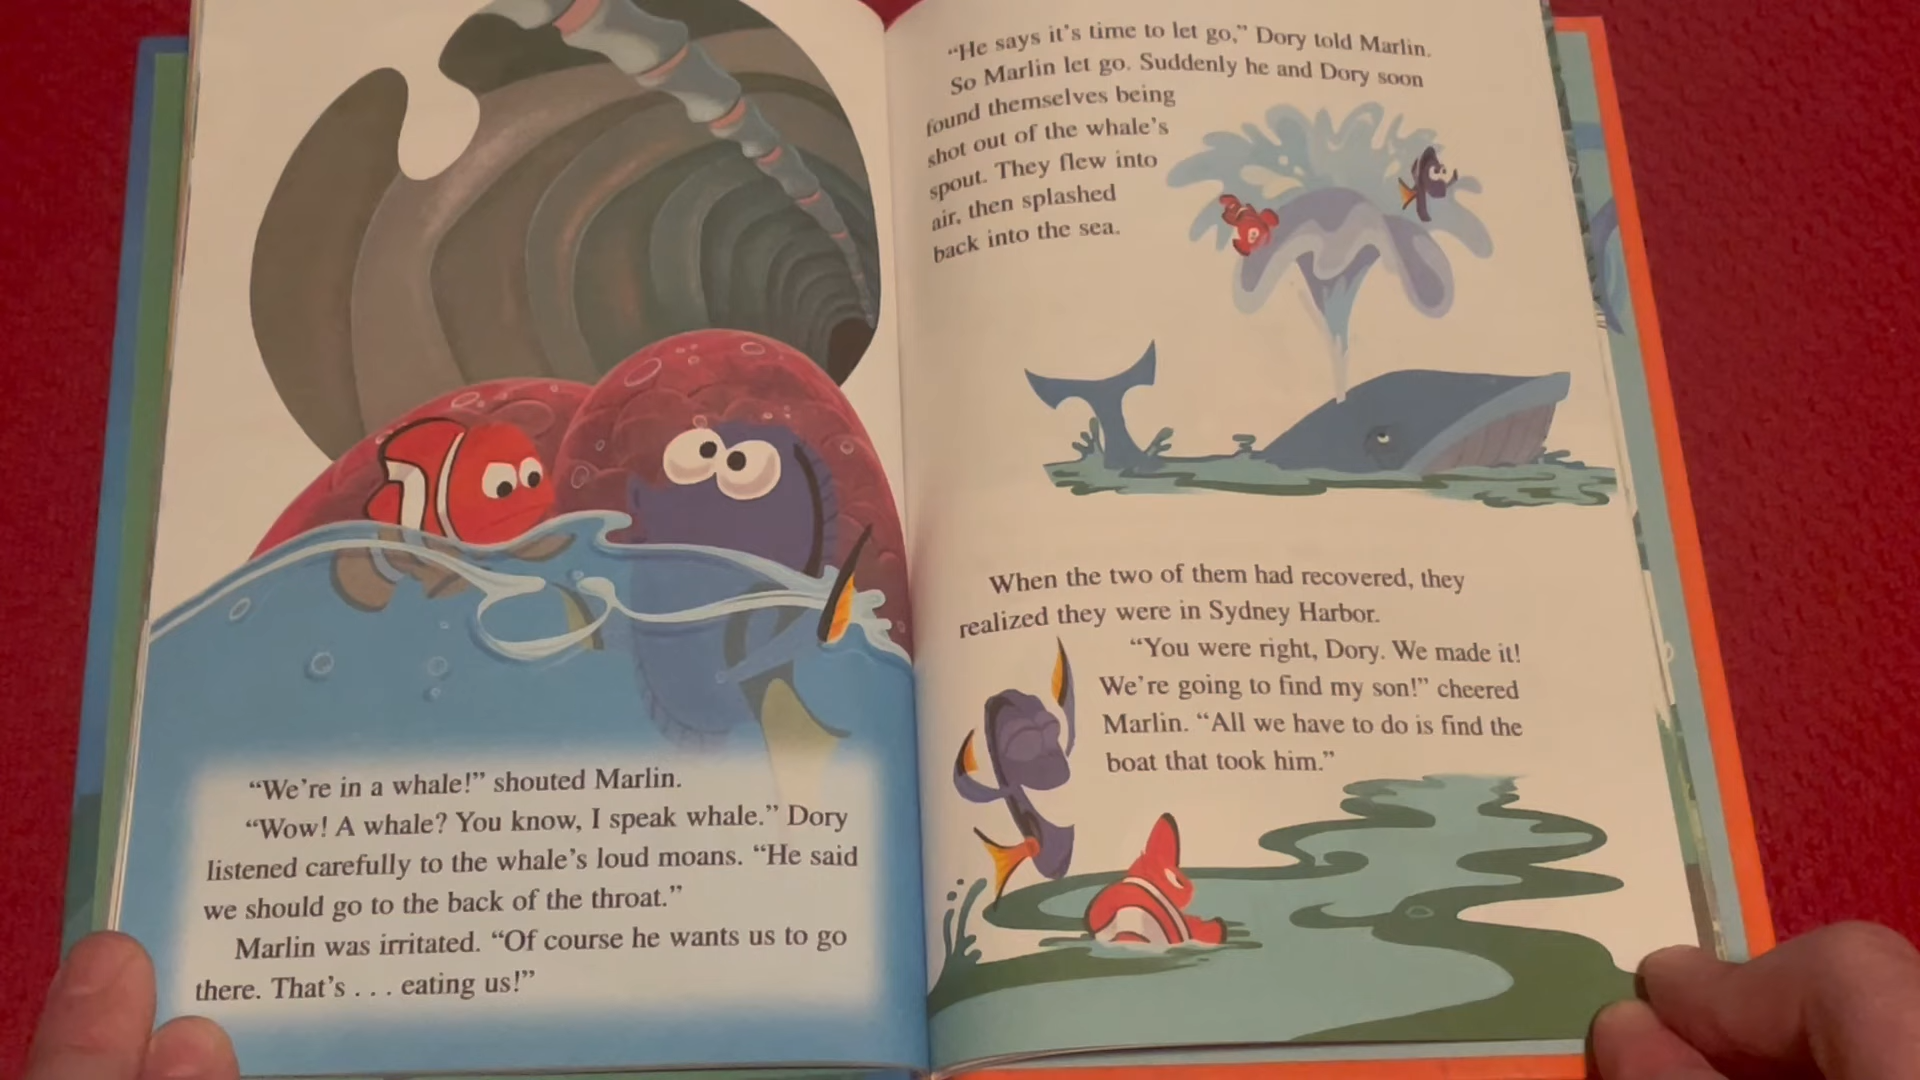 “We’re in a whale!” shouted Marlin.
“Wow! A whale? You know, I speak whale.” Dory
listened carefully to the whale’s loud moans. “He said
we should go to the back of the throat.”
Marlin was irritated. “Of course he wants us to go
there. That’s . . . eating us!”
“He says it’s time to let go,” Dory told Marlin.
So Marlin let go. Suddenly he and Dory soon
found themselves being
shot out of the whale’s
spout. They flew into
air, then splashed
back into the sea.
When the two of them had recovered, they
realized they were in Sydney Harbor.
“You were right, Dory. We made it!
We’re going to find my son!” cheered
Marlin. “All we have to do is find the
boat that took him.”